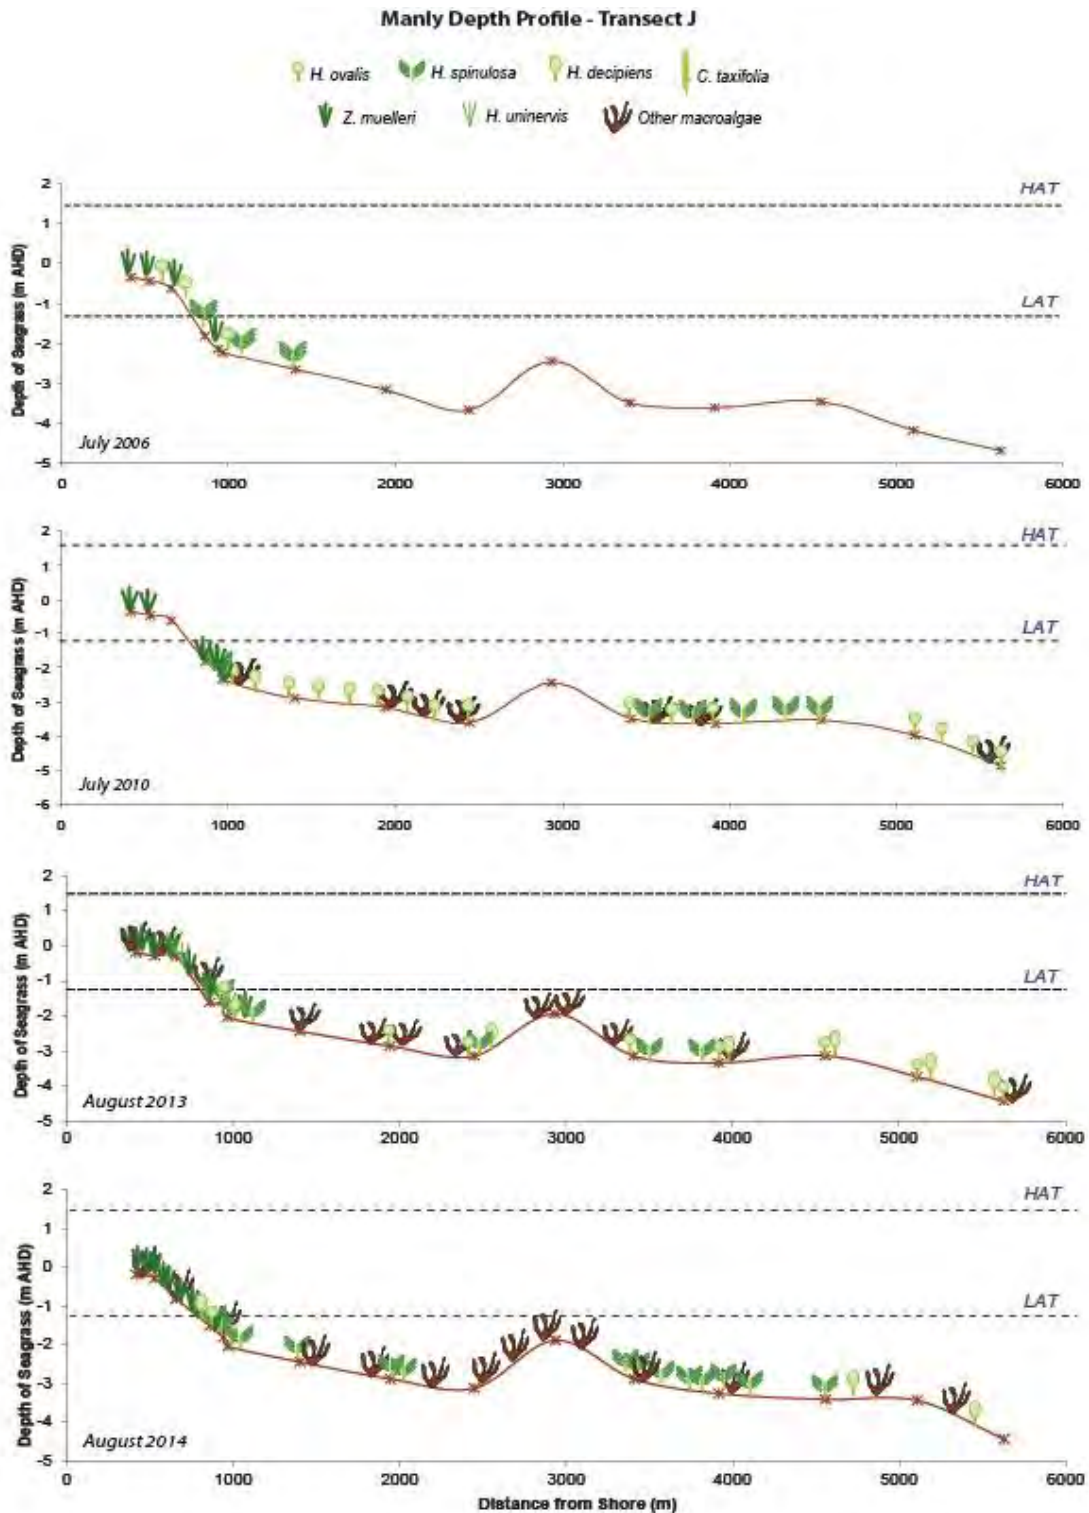 Manly Depth Profile - Transect J
H. ovalis H. spinulosa H. decipiens C. taxifolia
Z. muelleri H. uninervis Other macroalgae
2
HAT
1
0
-1
LAT
-2
-3
-4
-5
Depth of Seagrass (m AHD)
July 2006
0 1000 2000 3000 4000 5000 6000
2
HAT
1
0
-1
LAT
-2
-3
-4
-5
-6
Depth of Seagrass (m AHD)
July 2010
0 1000 2000 3000 4000 5000 6000
2
HAT
1
0
-1
LAT
-2
-3
-4
-5
Depth of Seagrass (m AHD)
August 2013
0 1000 2000 3000 4000 5000 6000
2
HAT
1
0
-1
LAT
-2
-3
-4
-5
Depth of Seagrass (m AHD)
August 2014
0 1000 2000 3000 4000 5000 6000
Distance from Shore (m)